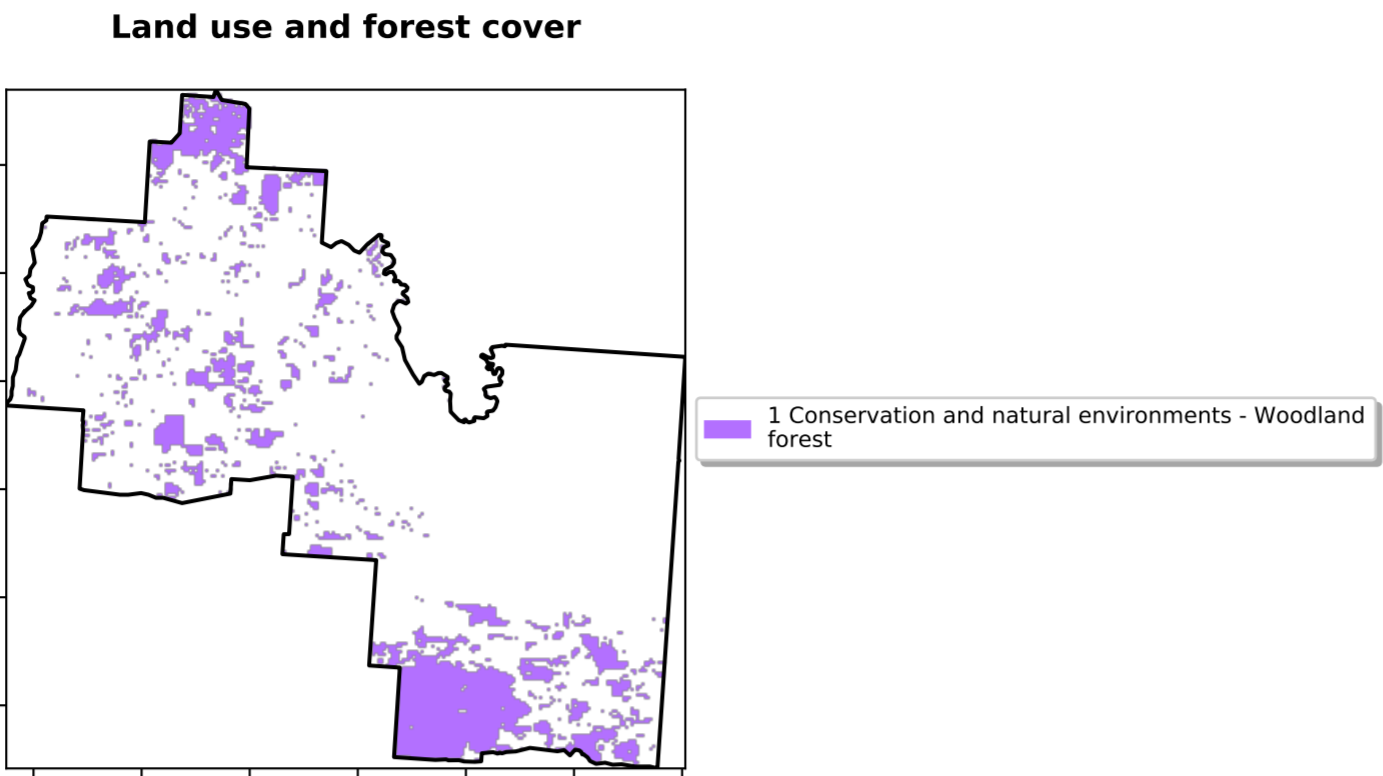 Land use and forest cover
1 Conservation and natural environments - Woodland
forest